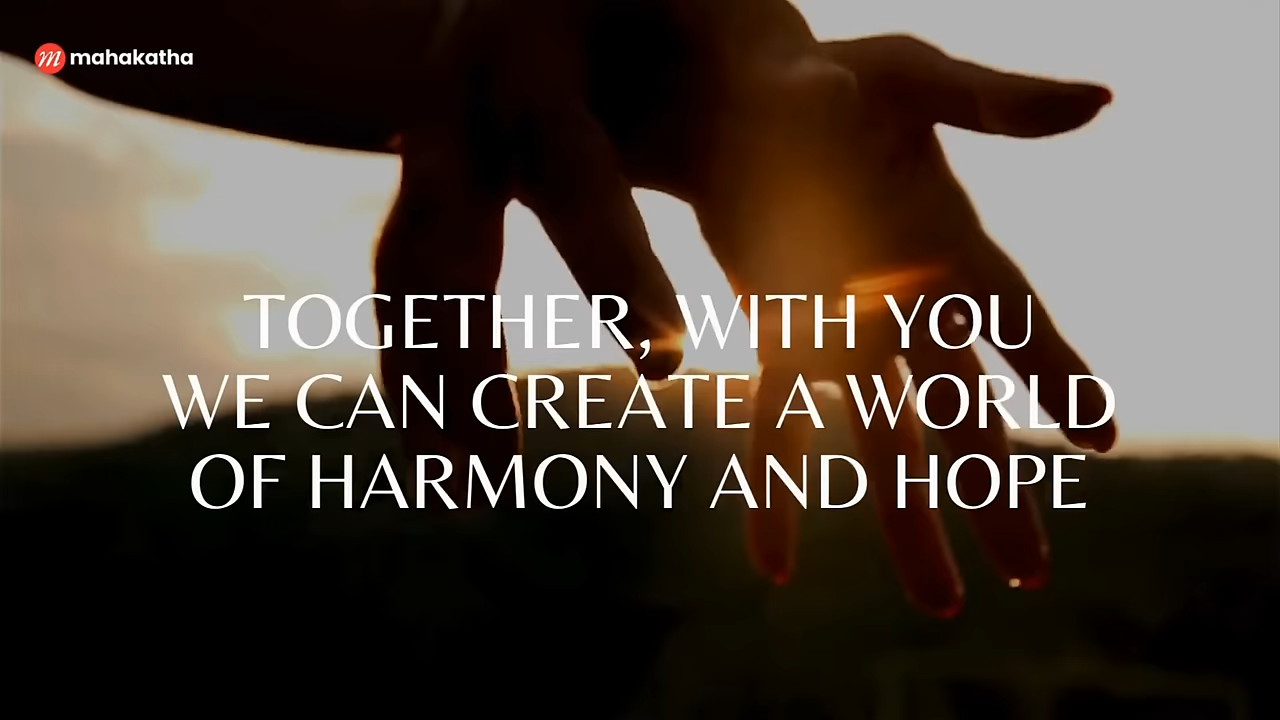 mahakatha
TOGETHER, WITH YOU
WE CAN CREATE A WORLD
OF HARMONY AND HOPE